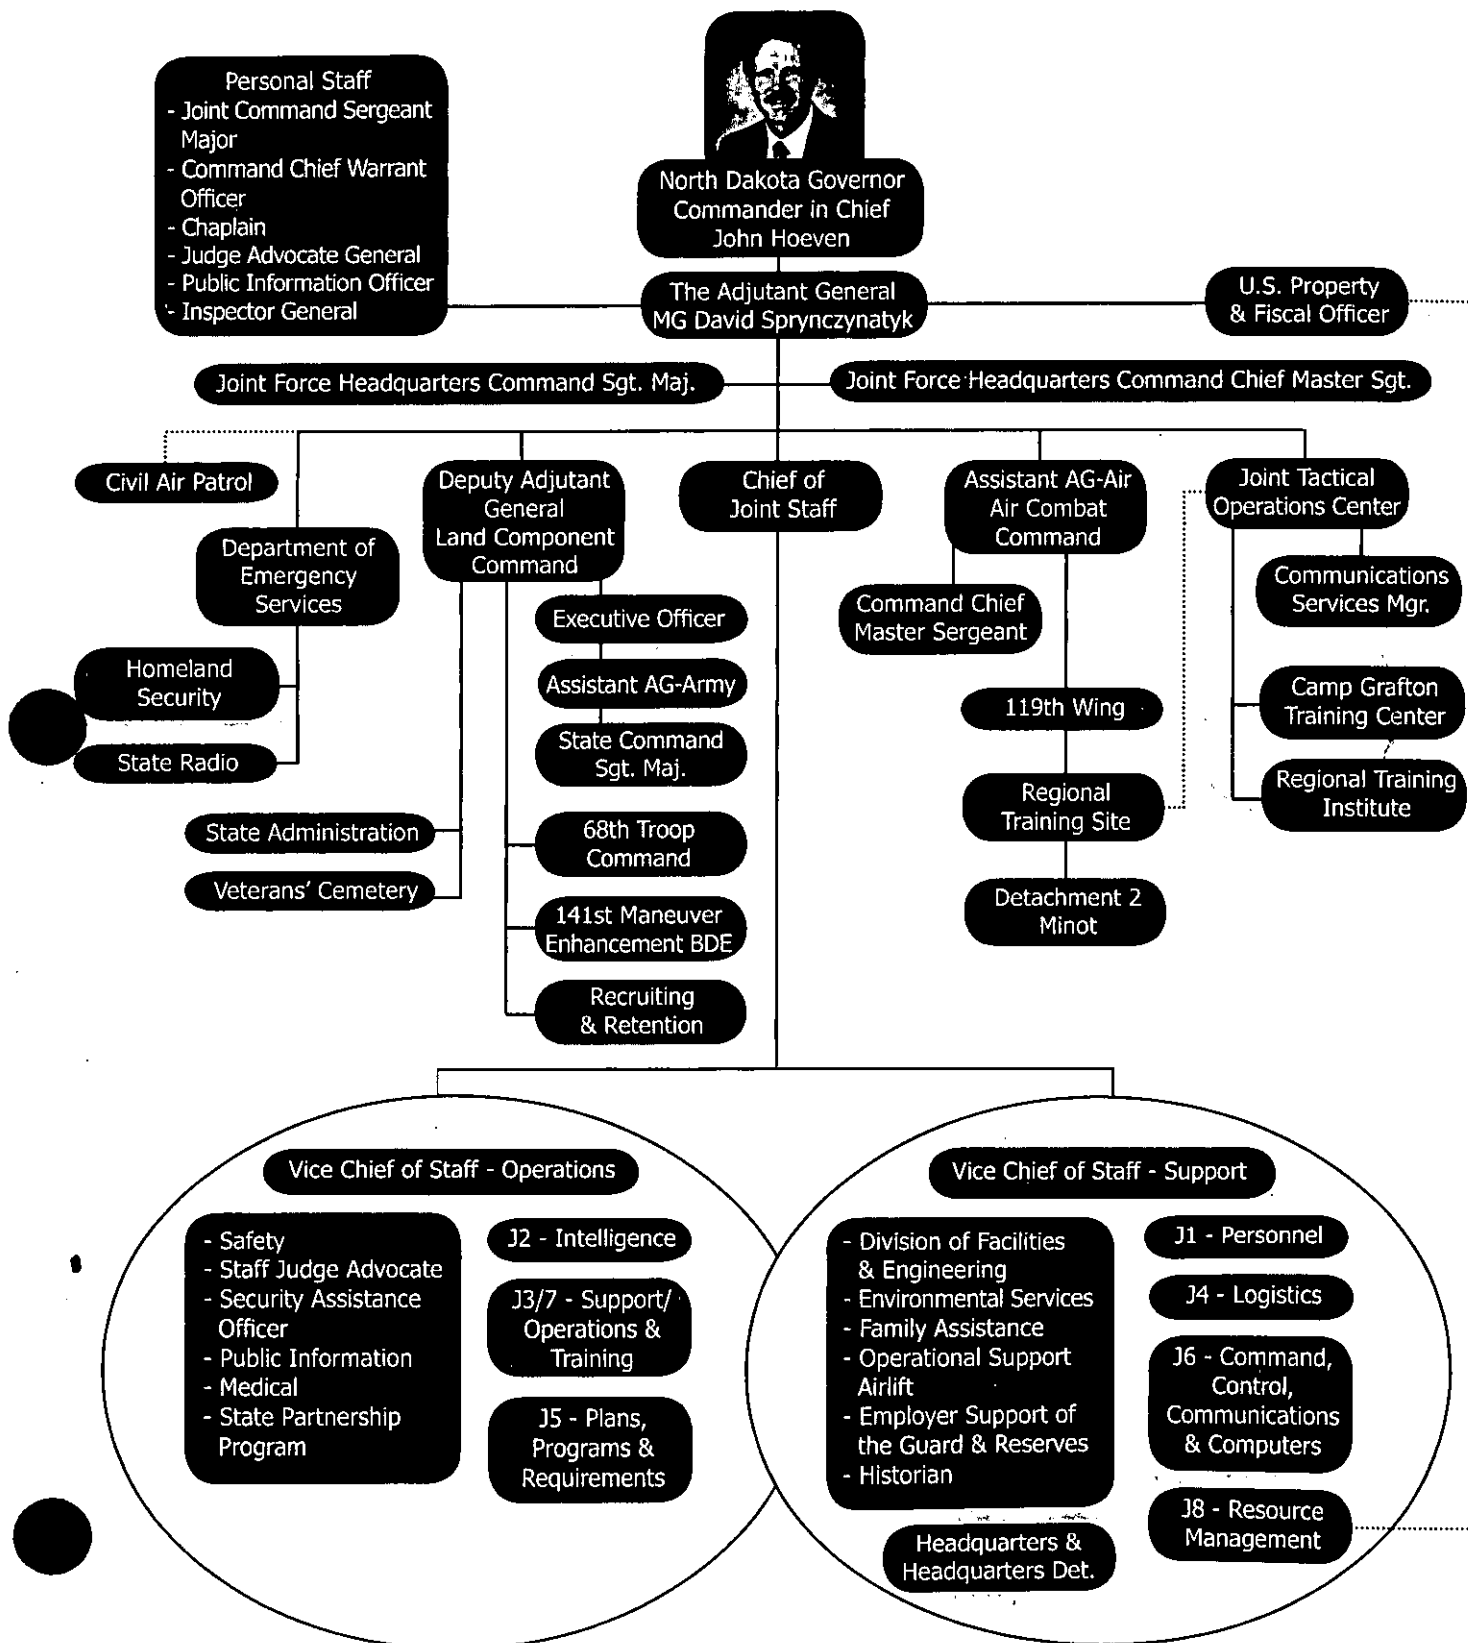 Personal Staff
- Joint Command Sergeant
Major
- Command Chief Warrant
Officer
- Chaplain
- Judge Advocate General
- Public Information Officer
- Inspector General
North Dakota Governor
Commander in Chief
John Hoeven
The Adjutant General
MG David Sprynczynatyk
U.S. Property
& Fiscal Officer
Joint Force Headquarters Command Sgt. Maj.
Joint Force Headquarters Command Chief Master Sgt.
Civil Air Patrol
Department of
Emergency
Services
Homeland
Security
State Radio
Deputy Adjutant
General
Land Component
Command
Executive Officer
Assistant AG-Army
State Command
Sgt. Maj.
State Administration
Veterans' Cemetery
68th Troop
Command
141st Maneuver
Enhancement BDE
Recruiting
& Retention
Chief of
Joint Staff
Assistant AG-Air
Air Combat
Command
Command Chief
Master Sergeant
119th Wing
Regional
Training Site
Detachment 2
Minot
Joint Tactical
Operations Center
Communications
Services Mgr.
Camp Grafton
Training Center
Regional Training
Institute
Vice Chief of Staff - Operations
- Safety
- Staff Judge Advocate
- Security Assistance
Officer
- Public Information
- Medical
- State Partnership
Program
J2 - Intelligence
J3/7 - Support/
Operations &
Training
J5 - Plans,
Programs &
Requirements
Vice Chief of Staff - Support
- Division of Facilities
& Engineering
- Environmental Services
- Family Assistance
- Operational Support
Airlift
- Employer Support of
the Guard & Reserves
- Historian
J1 - Personnel
J4 - Logistics
J6 - Command,
Control,
Communications
& Computers
J8 - Resource
Management
Headquarters &
Headquarters Det.